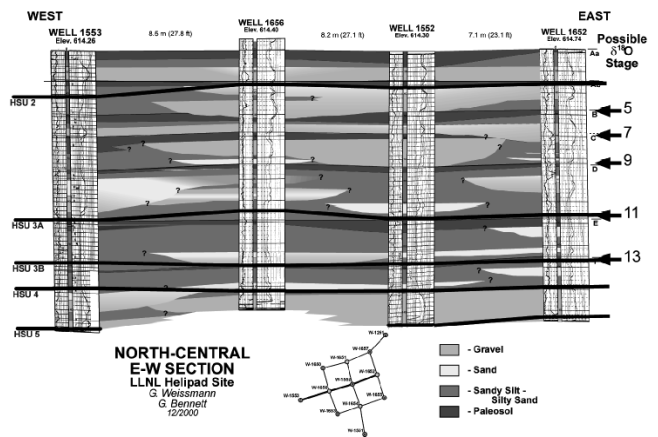 WEST
EAST
WELL 1553
Elev. 614.26
8.5 m (27.8 ft)
WELL 1656
Elev. 614.40
8.2 m (27.1 ft)
WELL 1552
Elev. 614.30
7.1 m (23.1 ft)
WELL 1652
Elev. 614.74
Possible
δ18O
Stage
Aa
HSU 2
5
B
7
C
9
D
11
HSU 3A
E
13
HSU 3B
HSU 4
HSU 5
? ? ? ? ? ? ? ? ? ? ? ? ? ? ? ?
NORTH-CENTRAL
E-W SECTION
LLNL Helipad Site
G. Weissmann
G. Bennett
12/2000
- Gravel
- Sand
- Sandy Silt -
Silty Sand
- Paleosol